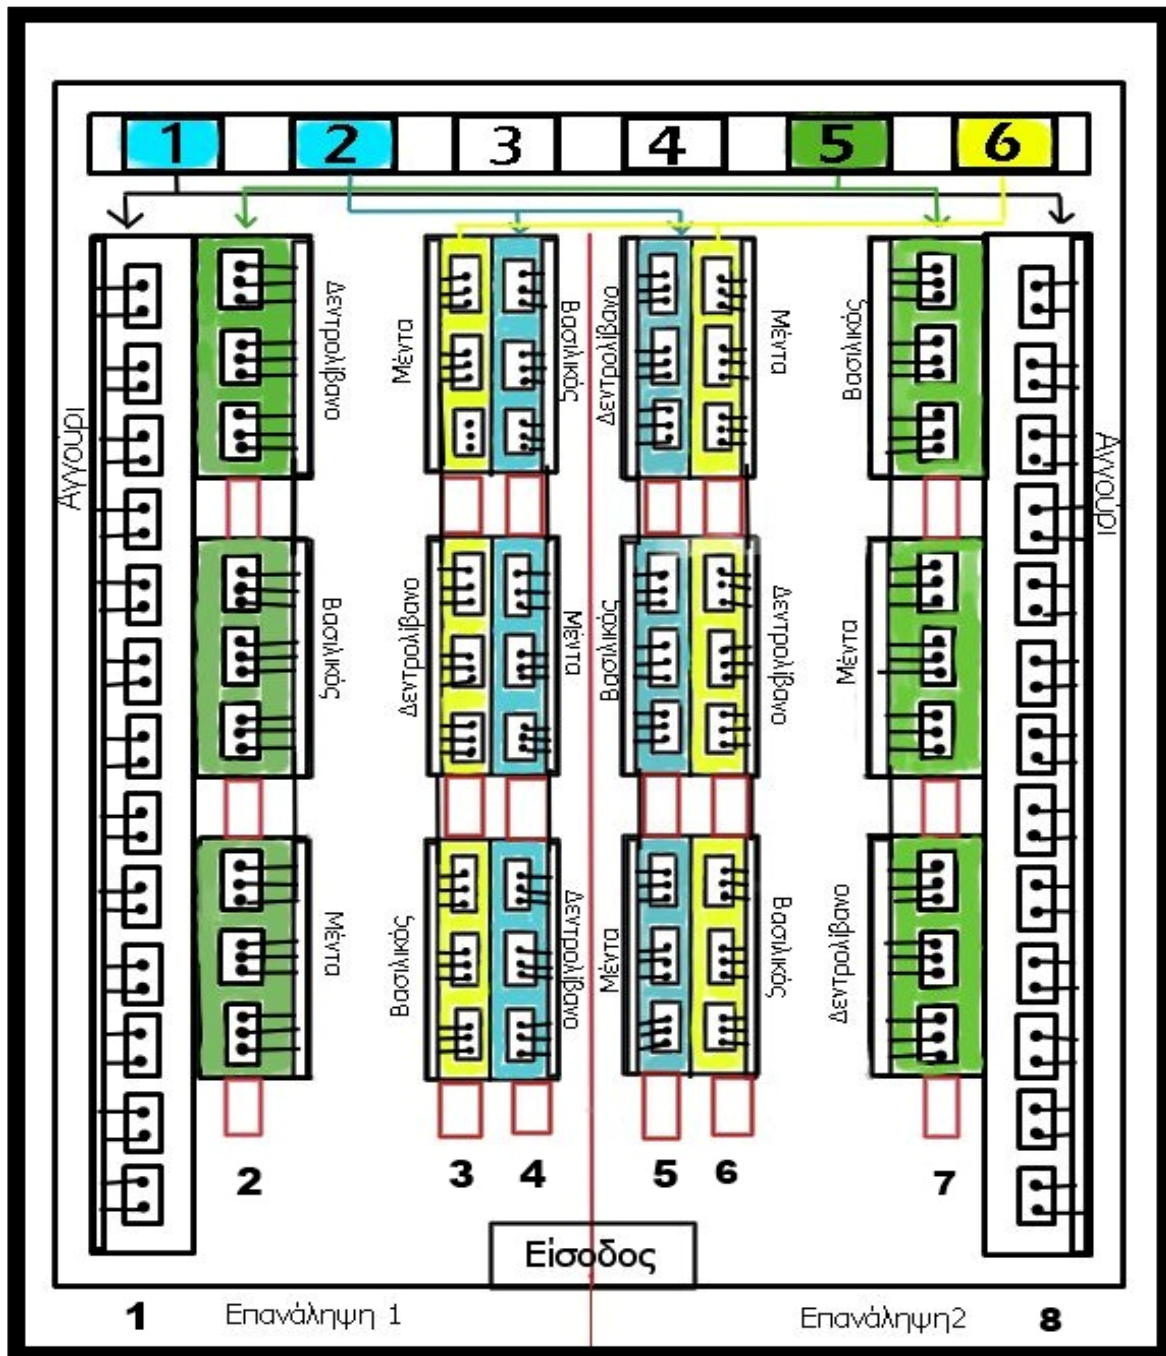 1 2 3 4 5 6
Αγγουρι
Δεντρολίβανο
Μέντα
Βασιλικός
Δεντρολίβανο
Μέντα
Βασιλικός
Αγγούρι
Βασιλικός
Δεντρολίβανο
Μέντα
Βασιλικός
Δεντρολίβανο
Μέντα
Μέντα
Βασιλικός
Δεντρολίβανο
Μέντα
Βασιλικός
Δεντρολίβανο
2 3 4 5 6 7
Είσοδος
1 Επανάληψη 1 Επανάληψη2 8